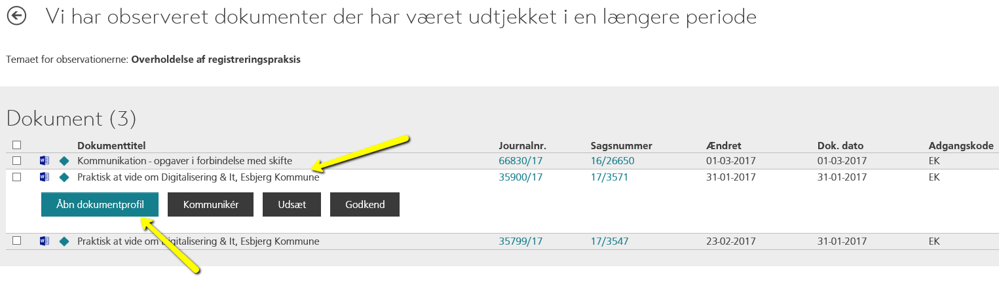 Vi har observeret dokumenter der har været udtjekket i en længere periode
Temaet for observationerne: Overholdelse af registreringspraksis
Dokument (3)
Dokumenttitel Journalnr. Sagsnummer Ændret Dok. dato Adgangskode
Kommunikation - opgaver i forbindelse med skifte 66830/17 16/26650 01-03-2017 01-03-2017 EK
Praktisk at vide om Digitalisering & It, Esbjerg Kommune 35900/17 17/3571 31-01-2017 31-01-2017 EK
Åbn dokumentprofil Kommunikér Udsæt Godkend
Praktisk at vide om Digitalisering & It, Esbjerg Kommune 35799/17 17/3547 23-02-2017 31-01-2017 EK